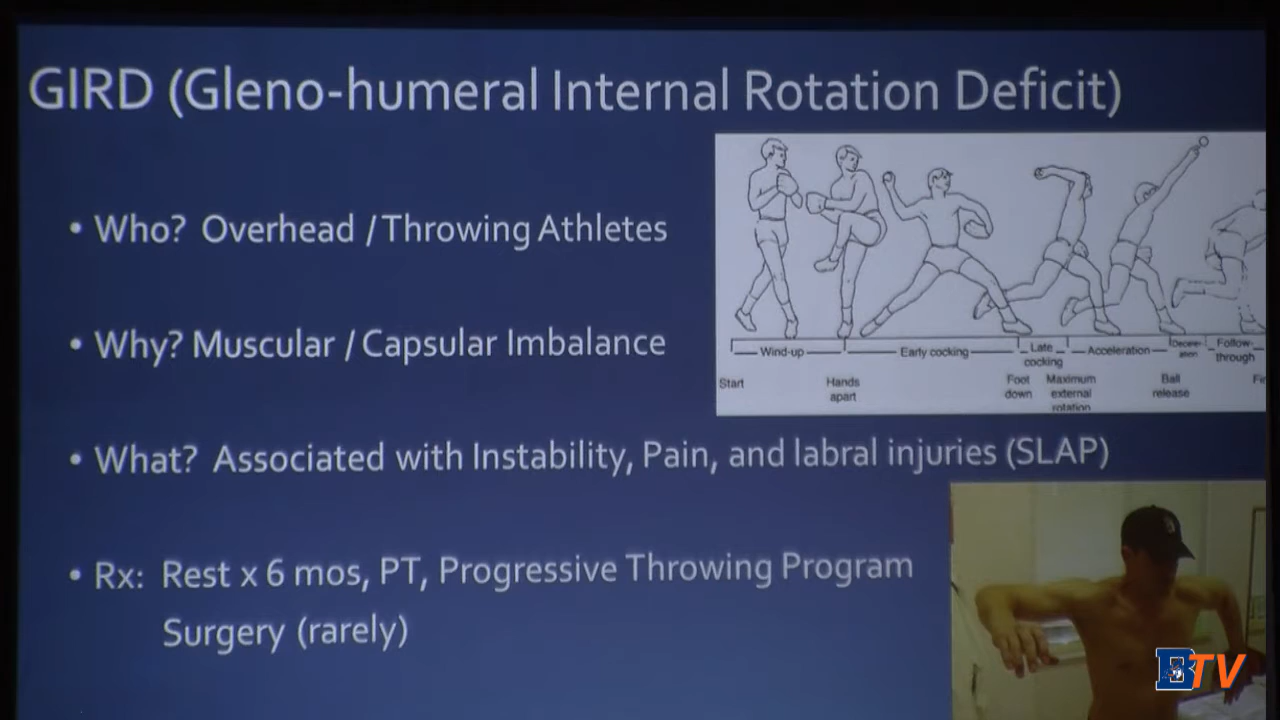 GIRD (Gleno-humeral Internal Rotation Deficit)
• Who? Overhead / Throwing Athletes
• Why? Muscular / Capsular Imbalance
• What? Associated with Instability, Pain, and labral injuries (SLAP)
• Rx: Rest x 6 mos, PT, Progressive Throwing Program
Surgery (rarely)
Wind-up
Early cocking
Late
cocking
Acceleration
Follow-
through
Start
Hands
apart
Foot
down
Maximum
external
rotation
Ball
release
BTV